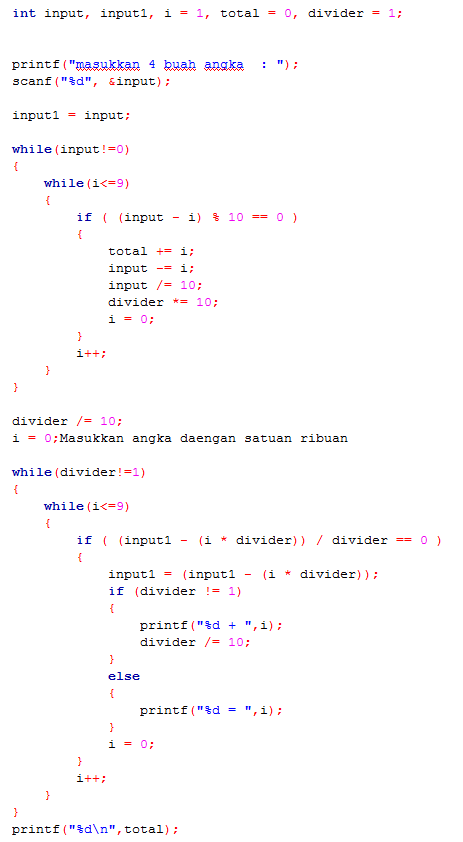 int input, input1, i = 1, total = 0, divider = 1;
printf("masukkan 4 buah angka  : ");
scanf("%d", &input);
input1 = input;
while(input!=0)
{
    while(i<=9)
    {
        if ( (input - i) % 10 == 0 )
        {
            total += i;
            input -= i;
            input /= 10;
            divider *= 10;
            i = 0;
        }
        i++;
    }
}
divider /= 10;
i = 0;Masukkan angka daengan satuan ribuan
while(divider!=1)
{
    while(i<=9)
    {
        if ( (input1 - (i * divider)) / divider == 0 )
        {
            input1 = (input1 - (i * divider));
            if (divider != 1)
            {
                printf("%d + ",i);
                divider /= 10;
            }
            else
            {
                printf("%d = ",i);
            }
            i = 0;
        }
        i++;
    }
}
printf("%d\n",total);